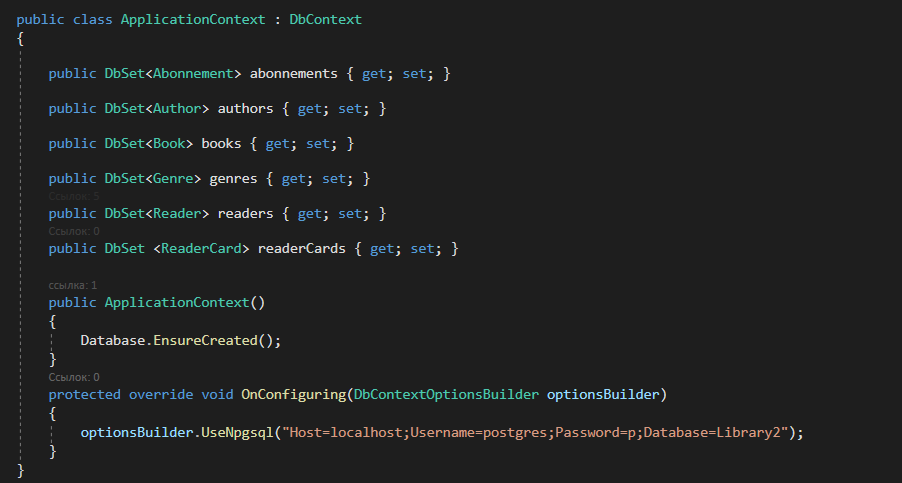 public class ApplicationContext : DbContext
{
public DbSet<Abonnement> abonnements { get; set; }
public DbSet<Author> authors { get; set; }
public DbSet<Book> books { get; set; }
public DbSet<Genre> genres { get; set; }
Ссылок: 5
public DbSet<Reader> readers { get; set; }
Ссылок: 0
public DbSet <ReaderCard> readerCards { get; set; }
ссылка: 1
public ApplicationContext()
{
Database.EnsureCreated();
}
Ссылок: 0
protected override void OnConfiguring(DbContextOptionsBuilder optionsBuilder)
{
optionsBuilder.UseNpgsql("Host=localhost;Username=postgres;Password=p;Database=Library2");
}
}